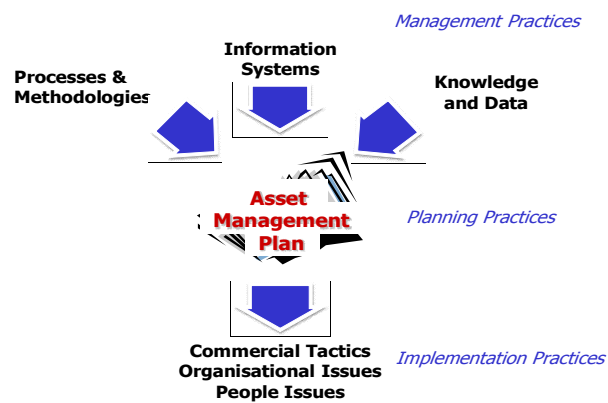 Management Practices
Information
Systems
Processes &
Methodologies
Knowledge
and Data
Asset
Management
Plan
Planning Practices
Commercial Tactics
Organisational Issues
People Issues
Implementation Practices